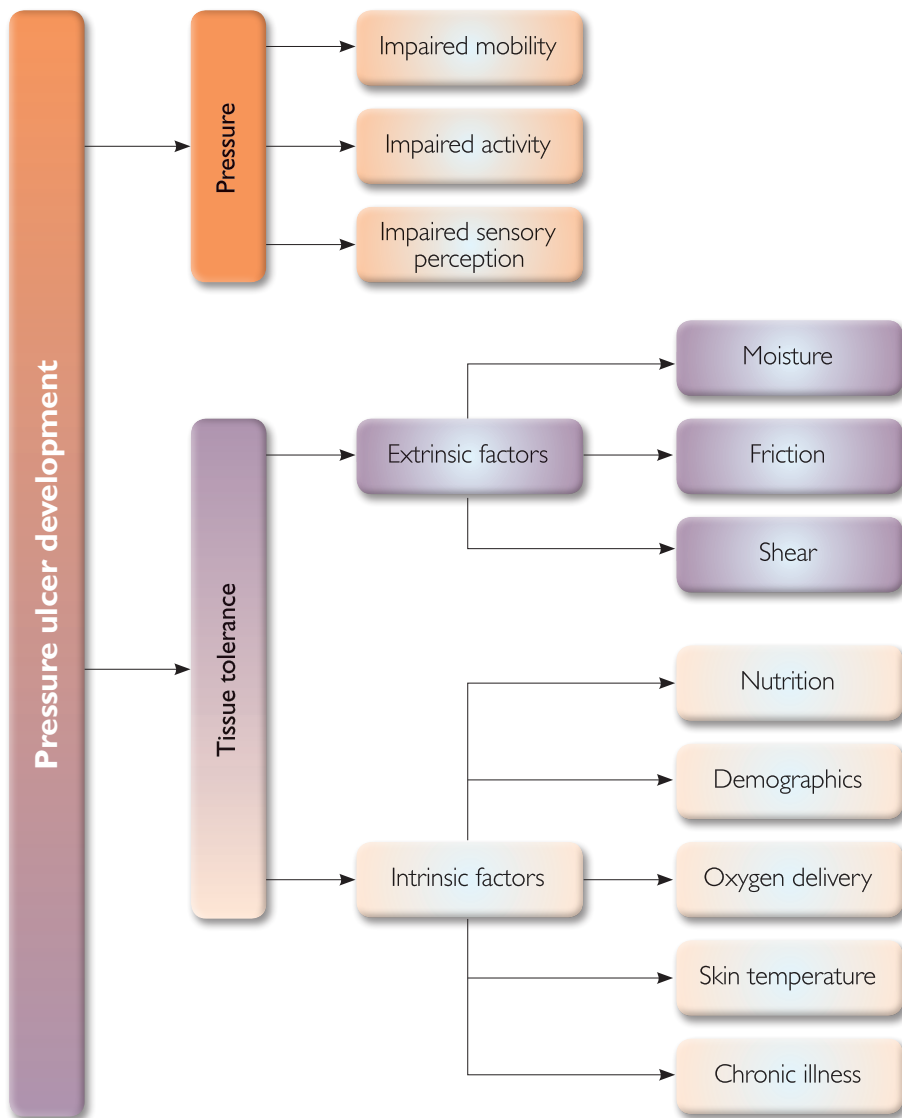 Pressure ulcer development
Pressure
Impaired mobility
Impaired activity
Impaired sensory
perception
Tissue tolerance
Extrinsic factors
Moisture
Friction
Shear
Intrinsic factors
Nutrition
Demographics
Oxygen delivery
Skin temperature
Chronic illness